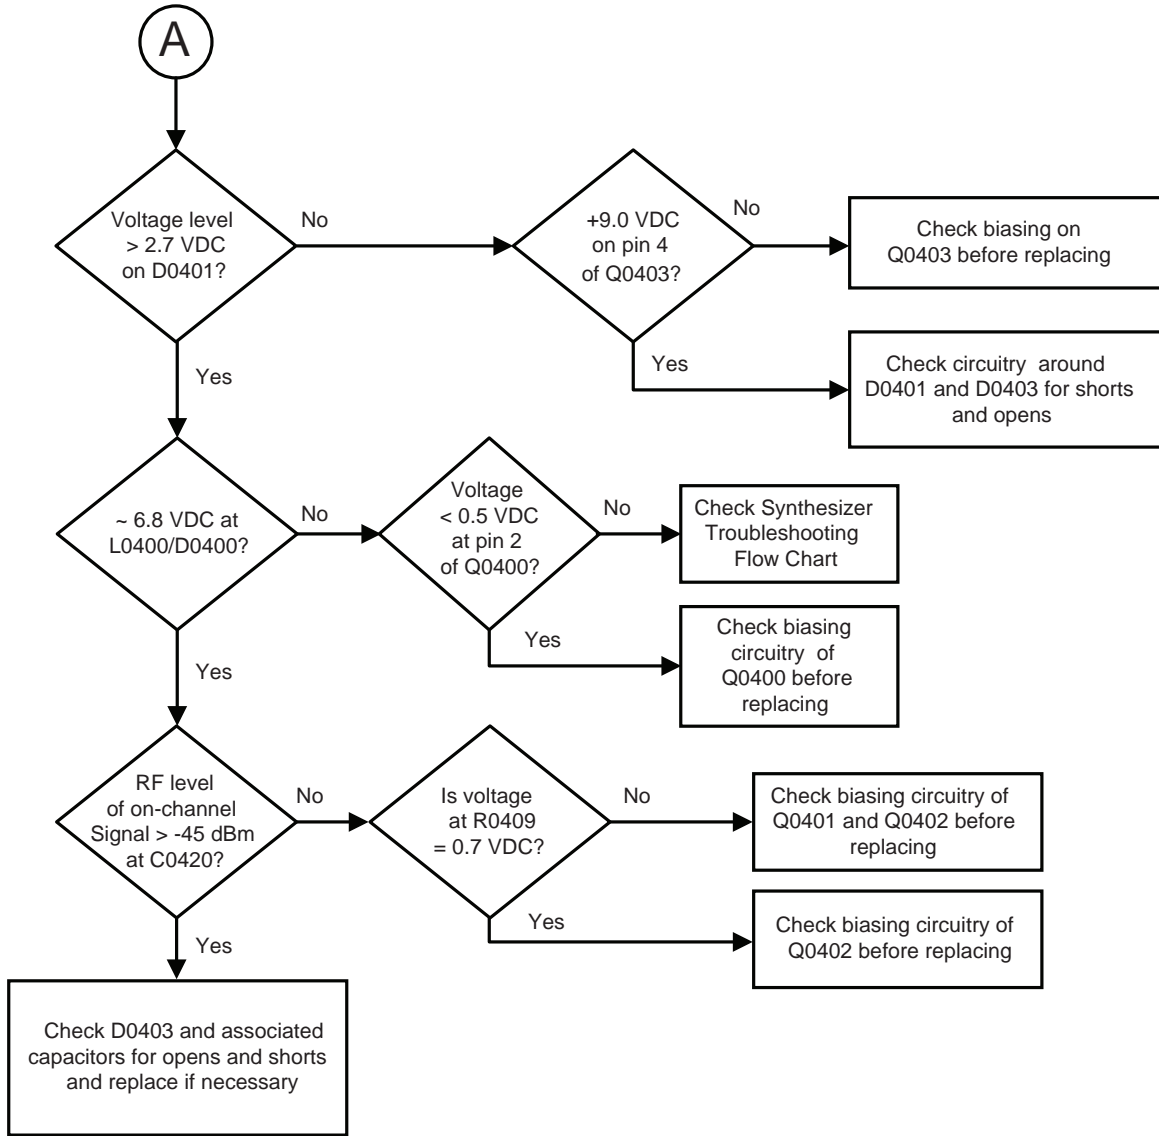 A
Voltage level
> 2.7 VDC
on D0401?
No
+9.0 VDC
on pin 4
of Q0403?
No
Check biasing on
Q0403 before replacing
Yes
Check circuitry around
D0401 and D0403 for shorts
and opens
Yes
~ 6.8 VDC at
L0400/D0400?
No
Voltage
< 0.5 VDC
at pin 2
of Q0400?
No
Check Synthesizer
Troubleshooting
Flow Chart
Yes
Check biasing
circuitry of
Q0400 before
replacing
Yes
RF level
of on-channel
Signal > -45 dBm
at C0420?
No
Is voltage
at R0409
= 0.7 VDC?
No
Check biasing circuitry of
Q0401 and Q0402 before
replacing
Yes
Check biasing circuitry of
Q0402 before replacing
Yes
Check D0403 and associated
capacitors for opens and shorts
and replace if necessary